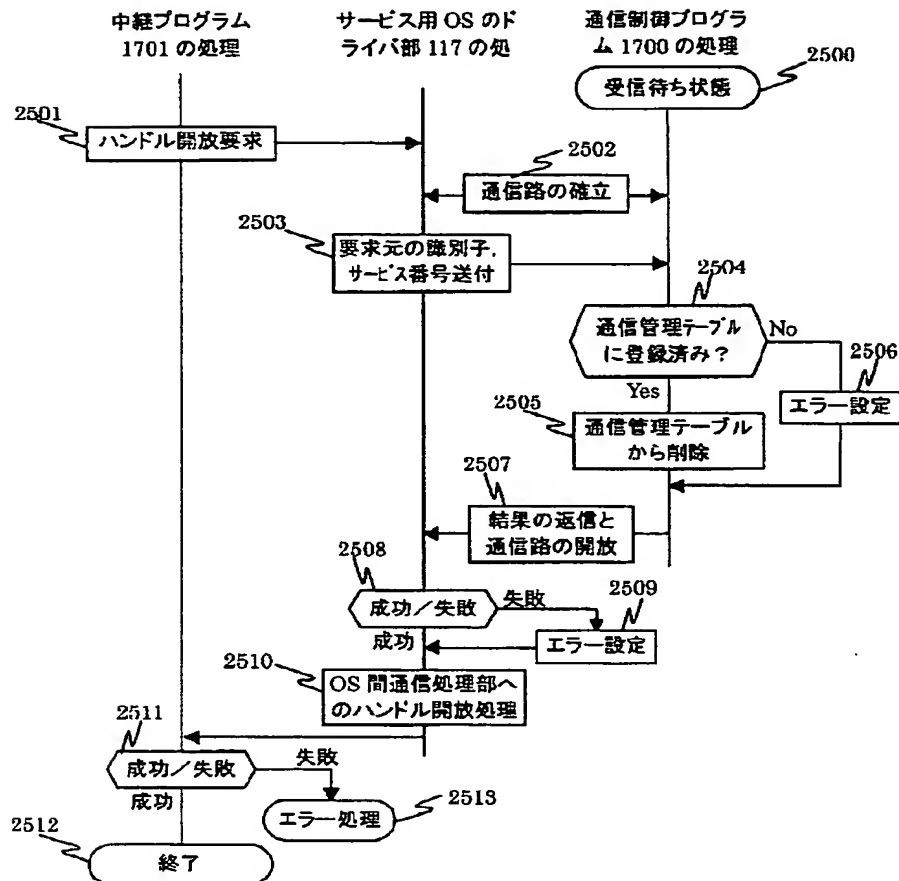 中継プログラム
1701 の処理
サービス用 OS のド
ライバ部 117 の処
通信制御プログラ
ム 1700 の処理
2500
受信待ち状態
2501
ハンドル開放要求
2502
通信路の確立
2503
要求元の識別子,
サービス番号送付
2504
通信管理テーブル
に登録済み?
No
Yes
2506
エラー設定
2505
通信管理テーブル
から削除
2507
結果の返信と
通信路の開放
2508
成功/失敗
失敗
成功
2509
エラー設定
2510
OS 間通信処理部へ
のハンドル開放処理
2511
成功/失敗
失敗
成功
2513
エラー処理
2512
終了